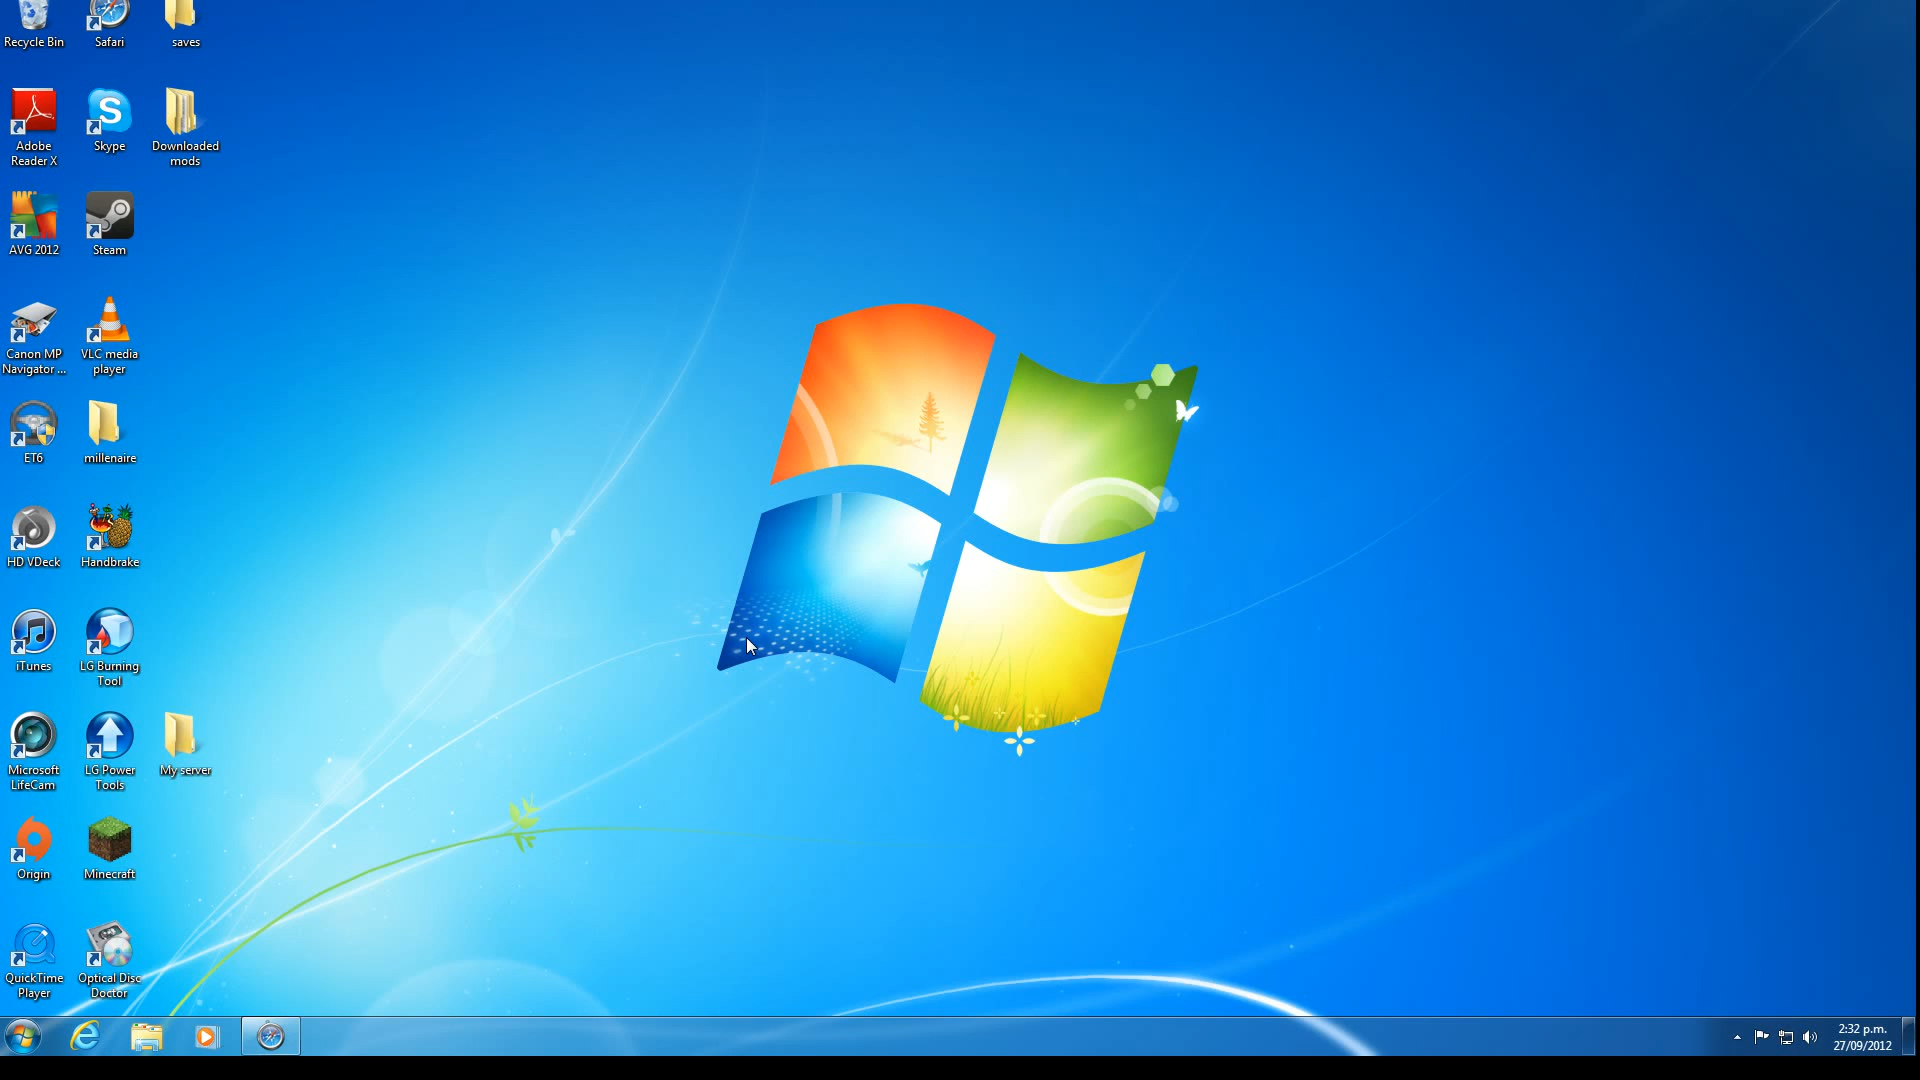 Recycle Bin
Safari
saves
Adobe
Reader X
Skype
Downloaded
mods
AVG 2012
Steam
Canon MP
Navigator ...
VLC media
player
ET6
millenaire
HD VDeck
Handbrake
iTunes
LG Burning
Tool
Microsoft
LifeCam
LG Power
Tools
My server
Origin
Minecraft
QuickTime
Player
Optical Disc
Doctor
2:32 p.m.
27/09/2012